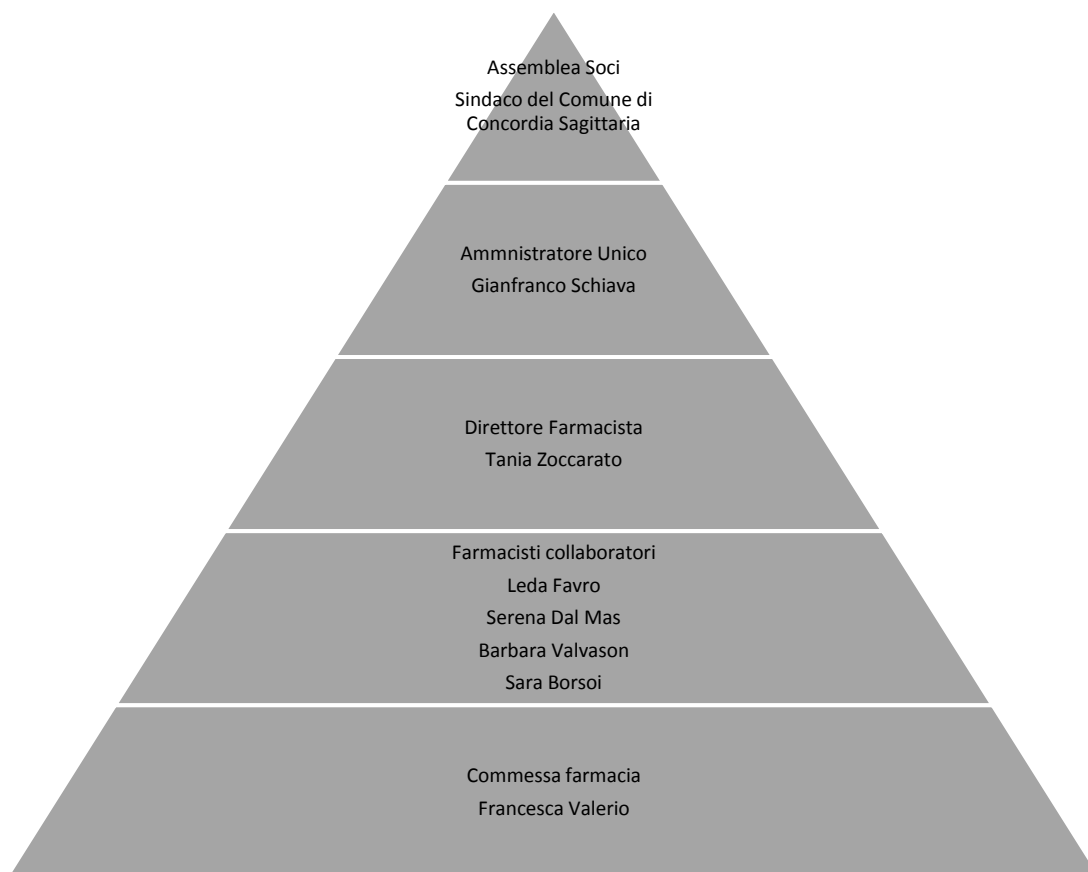 Assemblea Soci
Sindaco del Comune di
Concordia Sagittaria
Ammnistratore Unico
Gianfranco Schiava
Direttore Farmacista
Tania Zoccarato
Farmacisti collaboratori
Leda Favro
Serena Dal Mas
Barbara Valvason
Sara Borsoi
Commessa farmacia
Francesca Valerio